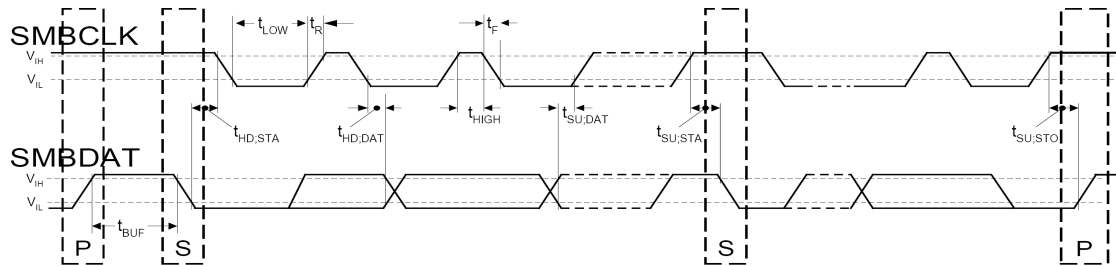 t_LOW t_R t_F
SMBCLK
V_IH
V_IL
t_HD;STA t_HD;DAT t_HIGH t_SU;DAT t_SU;STA t_SU;STO
SMBDAT
V_IH
V_IL
t_BUF
P S S P